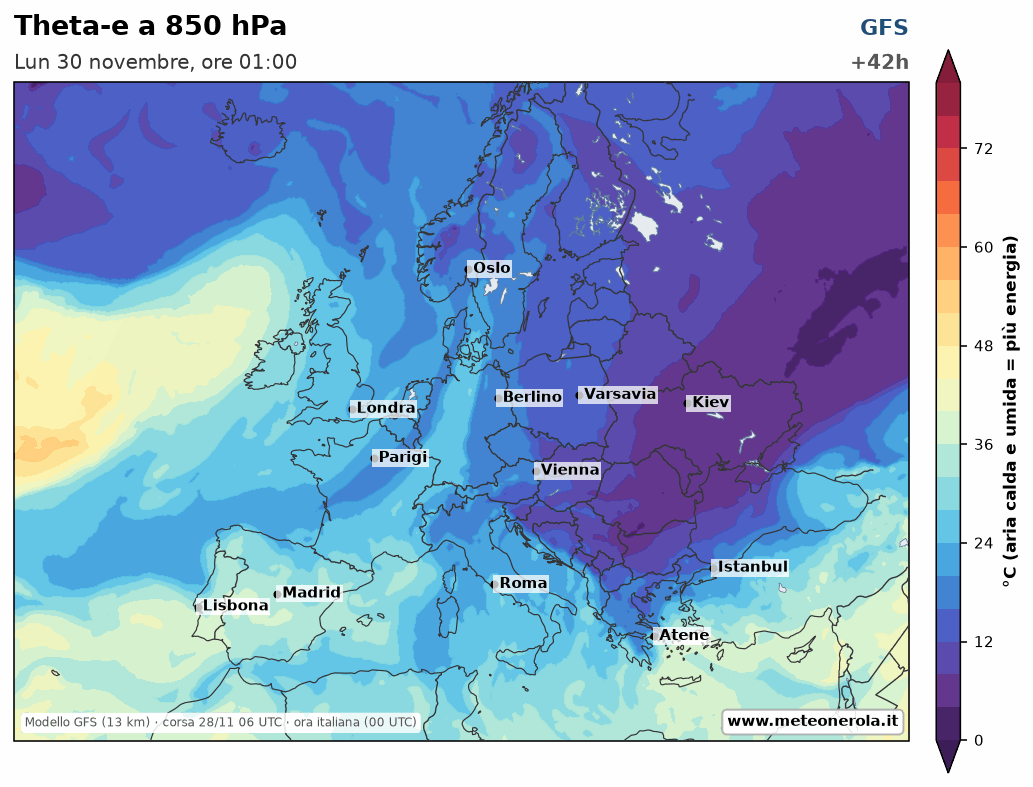 Theta-e a 850 hPa
GFS
Lun 30 novembre, ore 01:00
+42h
72
60
48
36
24
12
0
°C (aria calda e umida = più energia)
Oslo
Berlino
Varsavia
Kiev
Londra
Parigi
Vienna
Istanbul
Roma
Madrid
Lisbona
Atene
Modello GFS (13 km) · corsa 28/11 06 UTC · ora italiana (00 UTC)
www.meteonerola.it